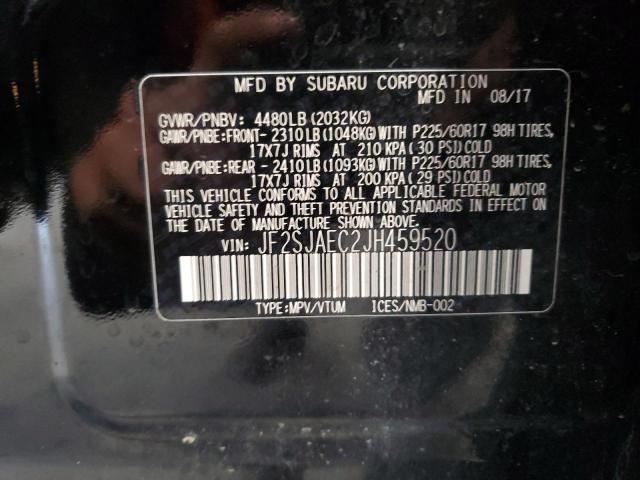 MFD BY SUBARU CORPORATION
MFD IN 08/17
GVWR/PNBV: 4480LB (2032KG)
GAWR/PNBE:FRONT- 2310LB (1048KG) WITH P225/60R17 98H TIRES,
17X7J RIMS AT 210 KPA (30 PSI) COLD
GAWR/PNBE:REAR - 2410LB (1093KG) WITH P225/60R17 98H TIRES,
17X7J RIMS AT 200 KPA (29 PSI) COLD
THIS VEHICLE CONFORMS TO ALL APPLICABLE FEDERAL MOTOR
VEHICLE SAFETY AND THEFT PREVENTION STANDARDS IN EFFECT ON
THE DATE OF MANUFACTURE SHOWN ABOVE.
VIN: JF2SJAEC2JH459520
TYPE:MPV/VTUM ICES/NMB-002